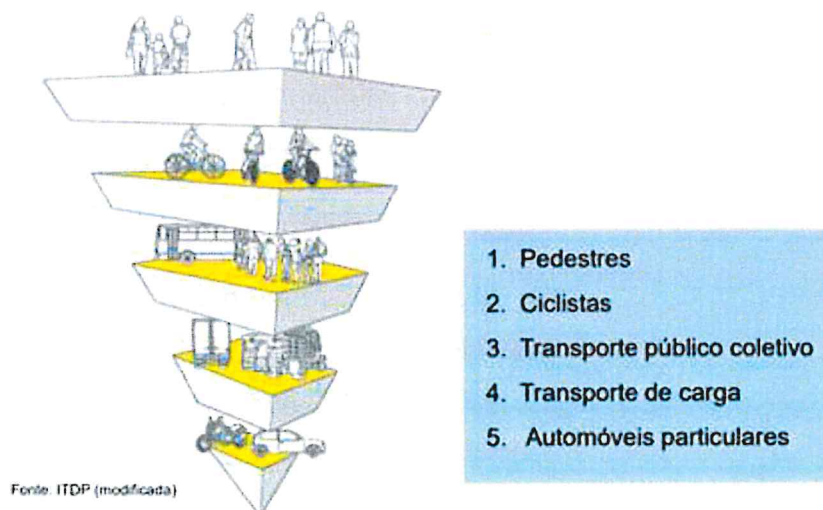 1. Pedestres
2. Ciclistas
3. Transporte público coletivo
4. Transporte de carga
5. Automóveis particulares
Fonte: ITDP (modificada)